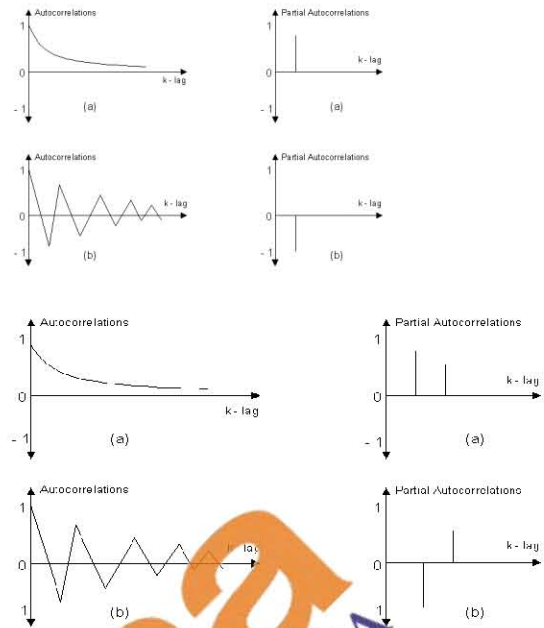 Autocorrelations Partial Autocorrelations
1 1
k - lag
0 0
k - lag
- 1 (a) - 1 (a)
Autocorrelations Partial Autocorrelations
1 1
k - lag k - lag
0 0
- 1 (b) - 1 (b)
Autocorrelations Partial Autocorrelations
1 1
k - lag
0 0
k - lag
- 1 (a) - 1 (a)
Autocorrelations Partial Autocorrelations
1 1
k - lag
0 0
1 (b) 1 (b)